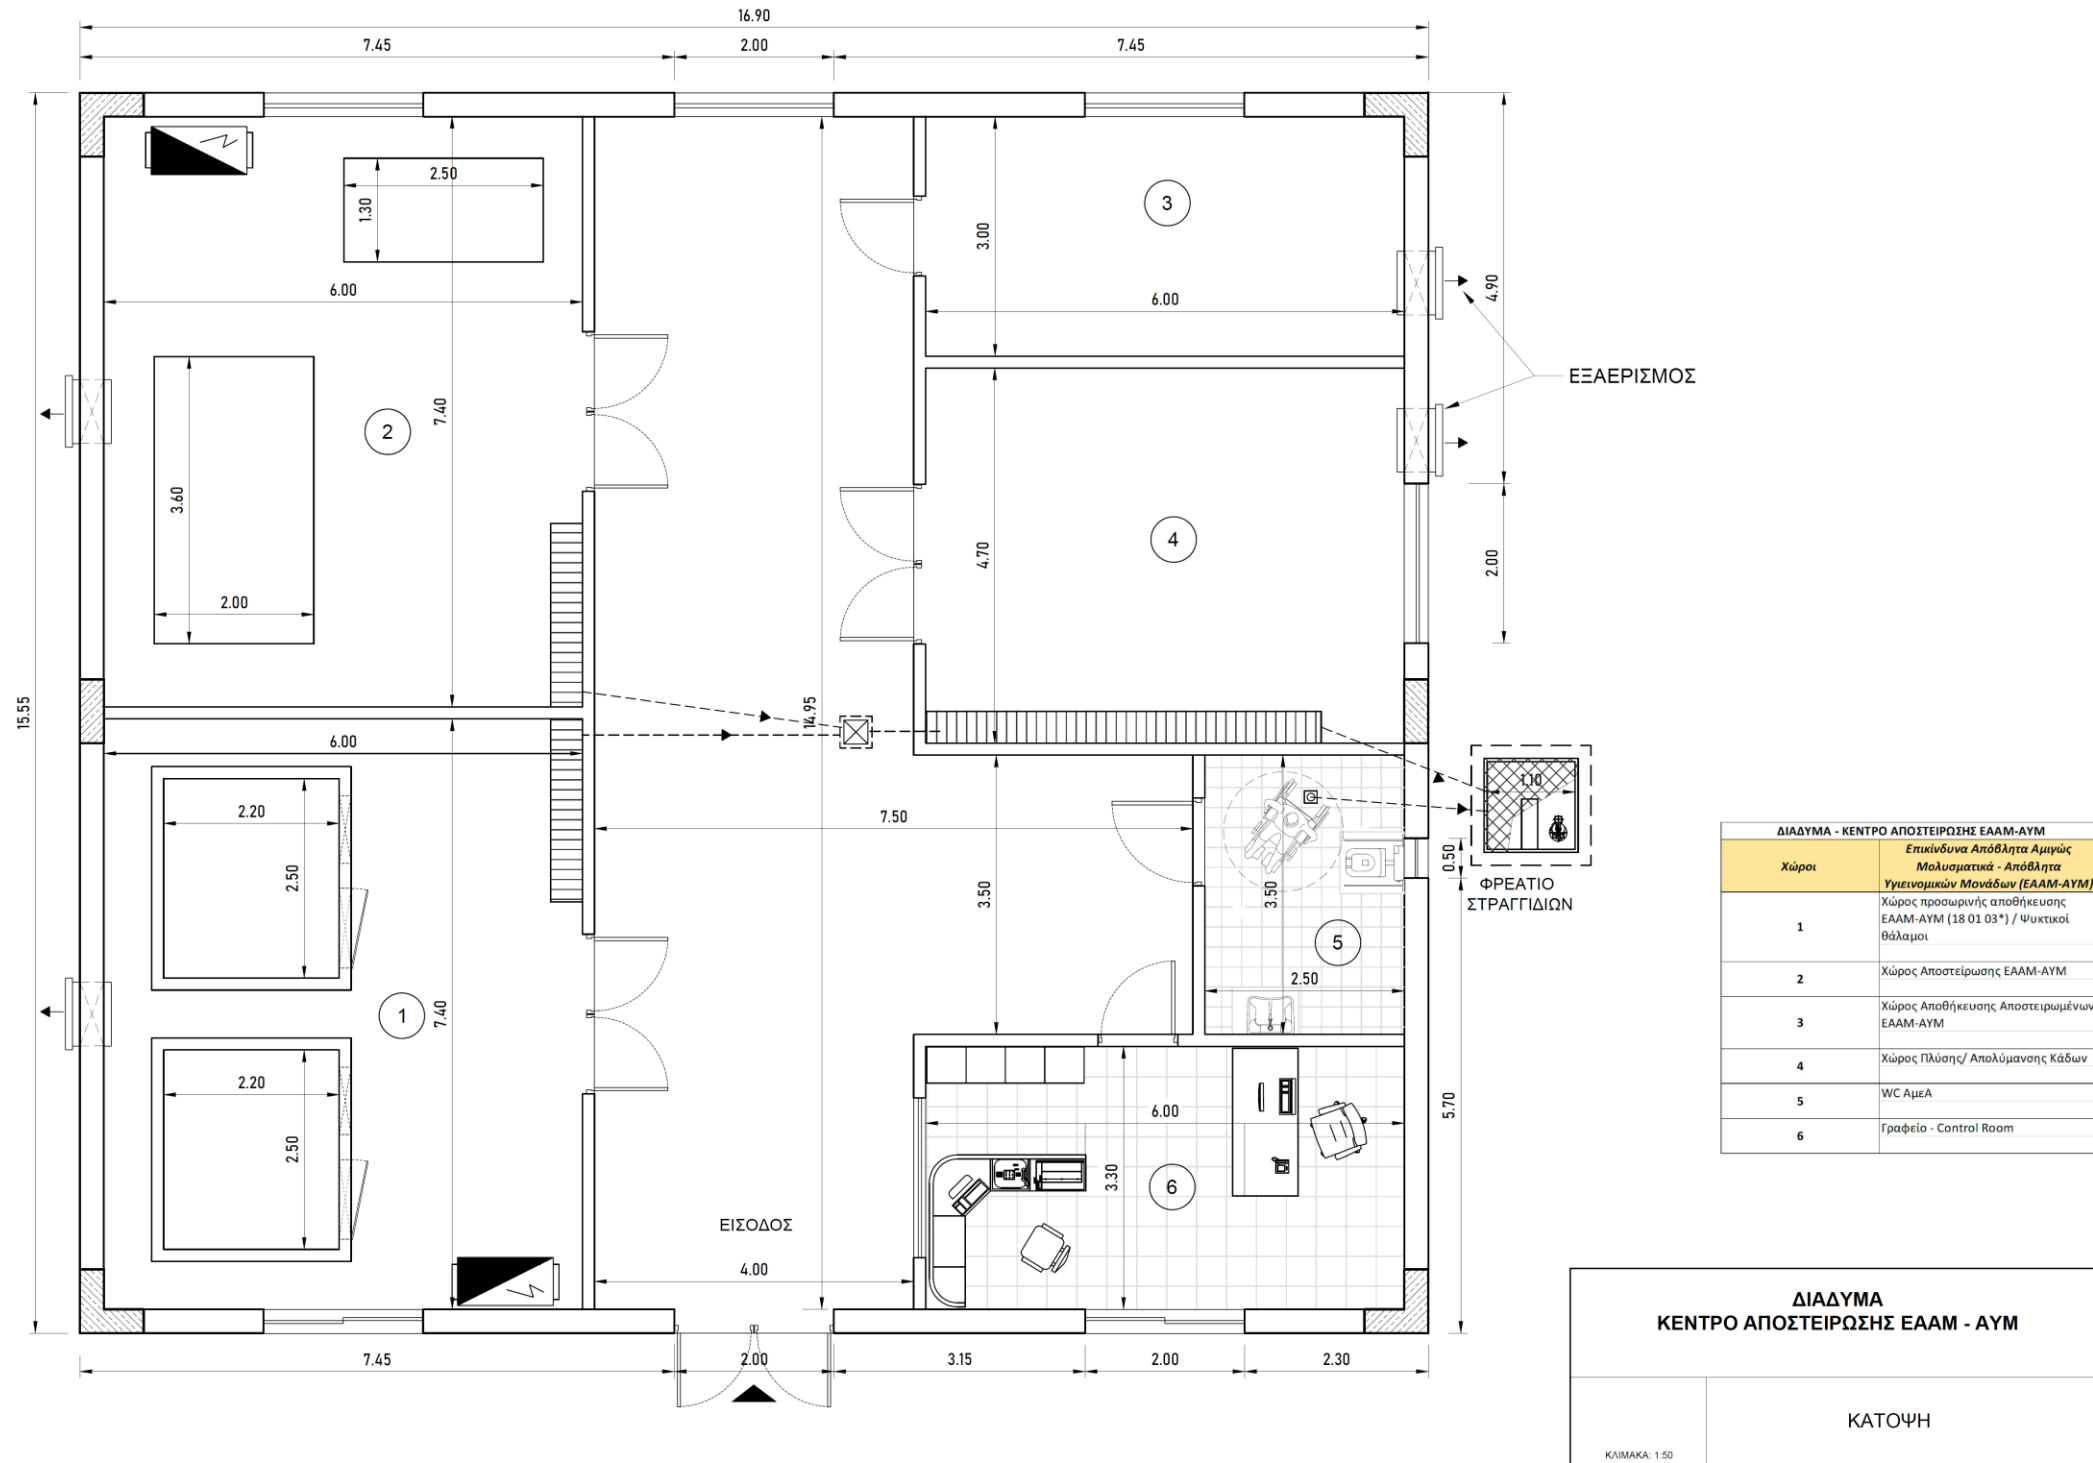 16.90
7.45
2.00
7.45
2.50
1.30
3
3.00
6.00
6.00
4.90
ΕΞΑΕΡΙΣΜΟΣ
2
7.40
3.60
4
4.70
2.00
2.00
15.55
14.95
6.00
1.10
2.20
7.50
2.50
3.50
3.50
0.50
ΦΡΕΑΤΙΟ
ΣΤΡΑΓΓΙΔΙΩΝ
5
2.50
1
7.40
2.20
2.50
6.00
5.70
3.30
6
ΕΙΣΟΔΟΣ
4.00
7.45
2.00
3.15
2.00
2.30
ΔΙΑΔΥΜΑ - ΚΕΝΤΡΟ ΑΠΟΣΤΕΙΡΩΣΗΣ ΕΑΑΜ-ΑΥΜ
Χώροι
Επικίνδυνα Απόβλητα Αμιγώς
Μολυσματικά - Απόβλητα
Υγιεινομικών Μονάδων (ΕΑΑΜ-ΑΥΜ)
1
Χώρος προσωρινής αποθήκευσης
ΕΑΑΜ-ΑΥΜ (18 01 03*) / Ψυκτικοί
θάλαμοι
2
Χώρος Αποστείρωσης ΕΑΑΜ-ΑΥΜ
3
Χώρος Αποθήκευσης Αποστειρωμένων
ΕΑΑΜ-ΑΥΜ
4
Χώρος Πλύσης/ Απολύμανσης Κάδων
5
WC ΑμεΑ
6
Γραφείο - Control Room
ΔΙΑΔΥΜΑ
ΚΕΝΤΡΟ ΑΠΟΣΤΕΙΡΩΣΗΣ ΕΑΑΜ - ΑΥΜ
ΚΑΤΟΨΗ
ΚΛΙΜΑΚΑ: 1:50